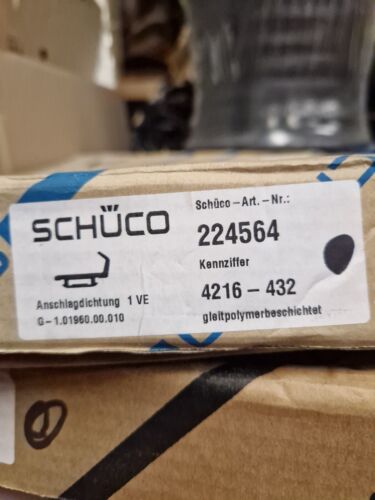 SCHÜCO
Anschlagdichtung 1 VE
G-1.01960.00.010
Schüco-Art.-Nr.:
224564
Kennziffer
4216-432
gleitpolymerbeschichtet